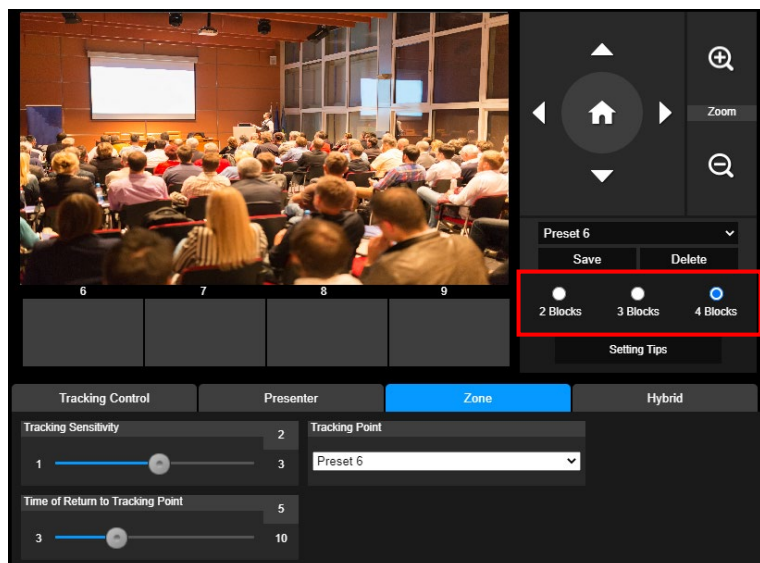 Zoom
Preset 6
Save Delete
2 Blocks 3 Blocks 4 Blocks
Setting Tips
6 7 8 9
Tracking Control Presenter Zone Hybrid
Tracking Sensitivity 2
1 3
Tracking Point
Preset 6
Time of Return to Tracking Point 5
3 10